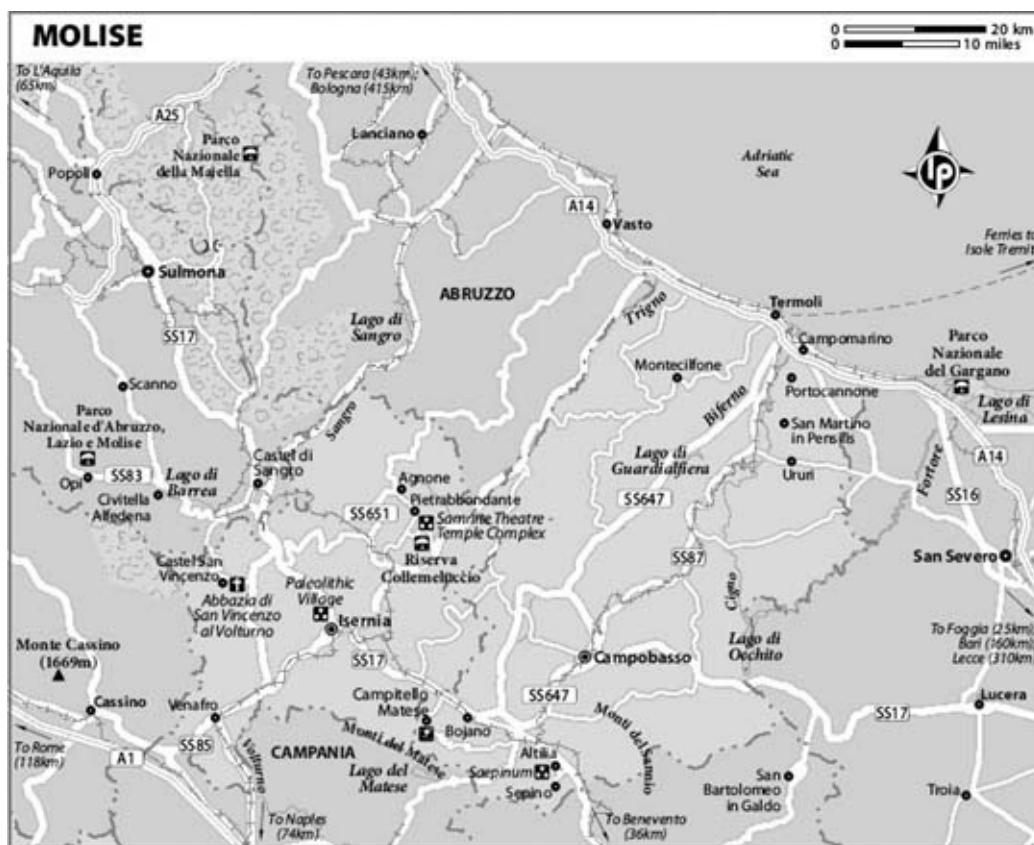 MOLISE
0 20 km
0 10 miles
To L'Aquila
(65km)
To Pescara (43km);
Bologna (415km)
A25
Lanciano
Parco
Nazionale
della Majella
Adriatic
Sea
lp
Popoli
A14
Vasto
Ferries to
Isole Tremiti
Sulmona
ABRUZZO
Trigno
Termoli
Lago di
Sangro
SS17
Campomarino
Parco
Nazionale
del Gargano
Montecilfone
Scanno
Portocannone
Lago di
Lesina
Biferno
Parco
Nazionale d'Abruzzo,
Lazio e Molise
Sangro
San Martino
in Pensilis
Castel di
Sangro
Lago di
Guardialfiera
Fortore
A14
Opi
SS83
Lago di
Barrea
Agnone
Ururi
Civitella
Alfedena
SS647
SS16
Pietrabbondante
SS651
Samnine Theatre -
Temple Complex
San Severo
SS87
Castel San
Vincenzo
Paleolithic
Village
Riserva
Collemeluccio
Cigno
Abbazia di
San Vincenzo
al Volturno
Isernia
To Foggia (25km);
Bari (160km);
Lecce (310km)
Monte Cassino
(1669m)
Lago di
Occhito
SS17
Campobasso
Campitello
Matese
SS647
Cassino
Venafro
Lucera
Bojano
SS17
Monti del Matese
Monti del Sannio
To Rome
(118km)
A1
SS85
Volturno
CAMPANIA
Altilia
Lago del
Matese
Saepinum
San
Bartolomeo
in Galdo
Sepino
Troia
To Naples
(74km)
To Benevento
(36km)